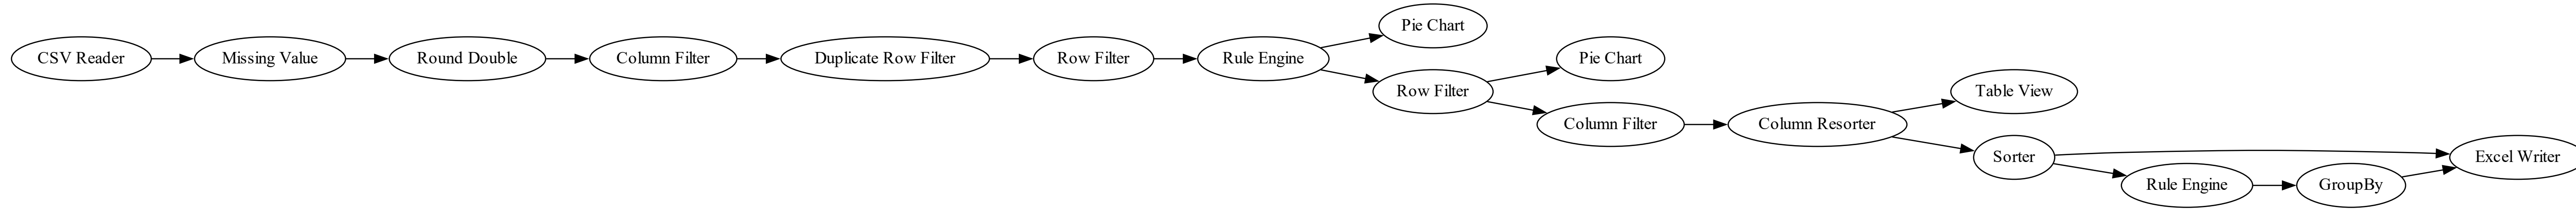 CSV Reader
Missing Value
Round Double
Column Filter
Duplicate Row Filter
Row Filter
Rule Engine
Pie Chart
Row Filter
Pie Chart
Column Filter
Column Resorter
Table View
Sorter
Rule Engine
GroupBy
Excel Writer